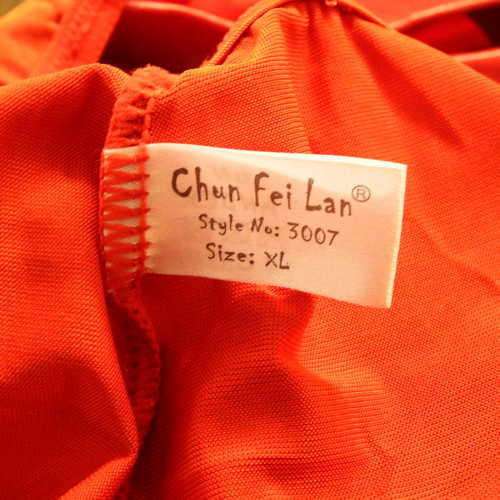 Chun Fei Lan®
Style No: 3007
Size: XL